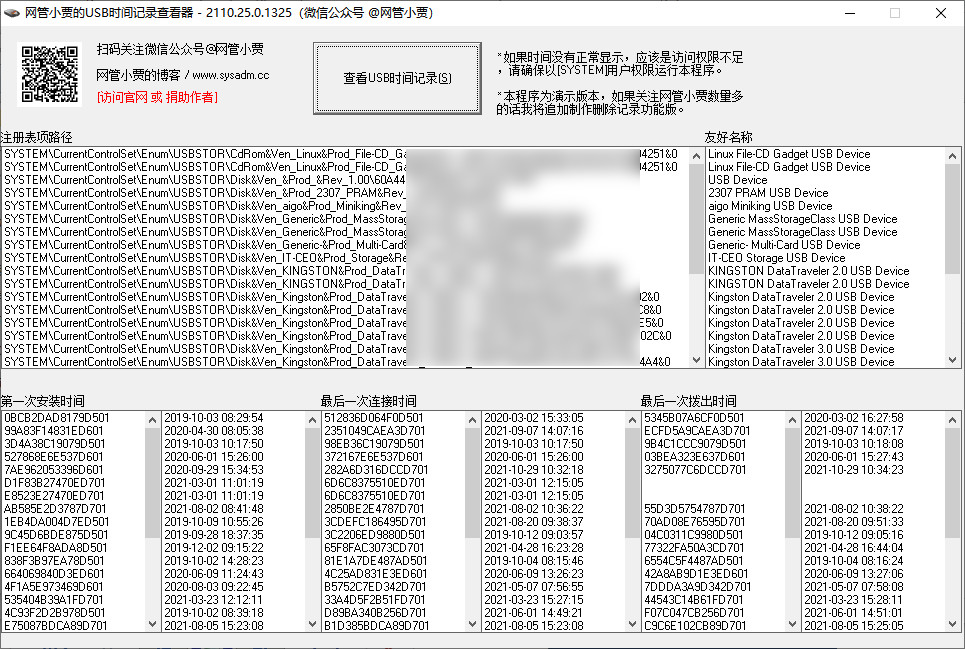 网管小贾的USB时间记录查看器 - 2110.25.0.1325（微信公众号 @网管小贾）
扫码关注微信公众号@网管小贾
网管小贾的博客 / www.sysadm.cc
[访问官网 或 捐助作者]
查看USB时间记录(S)
*如果时间没有正常显示，应该是访问权限不足
，请确保以[SYSTEM]用户权限运行本程序。
*本程序为演示版本，如果关注网管小贾数量多
的话我将追加制作删除记录功能版。
注册表项路径
SYSTEM\CurrentControlSet\Enum\USBSTOR\CdRom&Ven_Linux&Prod_File-CD_Ga 04251&0
SYSTEM\CurrentControlSet\Enum\USBSTOR\CdRom&Ven_Linux&Prod_File-CD_Ga 04251&0
SYSTEM\CurrentControlSet\Enum\USBSTOR\Disk&Ven_&Prod_&Rev_1.00\60A44
SYSTEM\CurrentControlSet\Enum\USBSTOR\Disk&Ven_&Prod_2307_PRAM&Rev_
SYSTEM\CurrentControlSet\Enum\USBSTOR\Disk&Ven_aigo&Prod_Miniking&Rev_
SYSTEM\CurrentControlSet\Enum\USBSTOR\Disk&Ven_Generic&Prod_MassStorag
SYSTEM\CurrentControlSet\Enum\USBSTOR\Disk&Ven_Generic&Prod_MassStorag
SYSTEM\CurrentControlSet\Enum\USBSTOR\Disk&Ven_Generic-&Prod_Multi-Card&
SYSTEM\CurrentControlSet\Enum\USBSTOR\Disk&Ven_IT-CEO&Prod_Storage&Re
SYSTEM\CurrentControlSet\Enum\USBSTOR\Disk&Ven_KINGSTON&Prod_DataTr
SYSTEM\CurrentControlSet\Enum\USBSTOR\Disk&Ven_KINGSTON&Prod_DataTr
SYSTEM\CurrentControlSet\Enum\USBSTOR\Disk&Ven_Kingston&Prod_DataTrave 02&0
SYSTEM\CurrentControlSet\Enum\USBSTOR\Disk&Ven_Kingston&Prod_DataTrave C8&0
SYSTEM\CurrentControlSet\Enum\USBSTOR\Disk&Ven_Kingston&Prod_DataTrave E5&0
SYSTEM\CurrentControlSet\Enum\USBSTOR\Disk&Ven_Kingston&Prod_DataTrave 02C&0
SYSTEM\CurrentControlSet\Enum\USBSTOR\Disk&Ven_Kingston&Prod_DataTrave
SYSTEM\CurrentControlSet\Enum\USBSTOR\Disk&Ven_Kingston&Prod_DataTrave 4A4&0
友好名称
Linux File-CD Gadget USB Device
Linux File-CD Gadget USB Device
USB Device
2307 PRAM USB Device
aigo Miniking USB Device
Generic MassStorageClass USB Device
Generic MassStorageClass USB Device
Generic- Multi-Card USB Device
IT-CEO Storage USB Device
KINGSTON DataTraveler 2.0 USB Device
KINGSTON DataTraveler 2.0 USB Device
Kingston DataTraveler 2.0 USB Device
Kingston DataTraveler 2.0 USB Device
Kingston DataTraveler 2.0 USB Device
Kingston DataTraveler 2.0 USB Device
Kingston DataTraveler 3.0 USB Device
Kingston DataTraveler 3.0 USB Device
第一次安装时间
0BCB2DAD8179D501 2019-10-03 08:29:54
99A83F14831ED601 2020-04-30 08:05:38
3D4A38C19079D501 2019-10-03 10:17:50
527868E6E537D601 2020-06-01 15:26:00
7AE962053396D601 2020-09-29 15:34:53
D1F83B27470ED701 2021-03-01 11:01:19
E8523E27470ED701 2021-03-01 11:01:19
AB585E2D3787D701 2021-08-02 08:41:48
1EB4DA004D7ED501 2019-10-09 10:55:26
9C45D6BDE875D501 2019-09-28 18:37:35
F1EE64F8ADA8D501 2019-12-02 09:15:22
838F3B97EA78D501 2019-10-02 14:28:23
664069840D3ED601 2020-06-09 11:24:43
4F1A5E973469D601 2020-08-03 09:22:45
535404B39A1FD701 2021-03-23 12:12:11
4C93F2D2B978D501 2019-10-02 08:39:18
E75087BDCA89D701 2021-08-05 15:23:08
最后一次连接时间
512836D064F0D501 2020-03-02 15:33:05
2351049CAEA3D701 2021-09-07 14:07:16
98EB36C19079D501 2019-10-03 10:17:50
372167E6E537D601 2020-06-01 15:26:00
282A6D316DCCD701 2021-10-29 10:32:18
6D6C8375510ED701 2021-03-01 12:15:05
6D6C8375510ED701 2021-03-01 12:15:05
2850BE2E4787D701 2021-08-02 10:36:22
3CDEFC186495D701 2021-08-20 09:38:37
3C2206ED9880D501 2019-10-12 09:03:57
65F8FAC3073CD701 2021-04-28 16:23:28
81E1A7DE487AD501 2019-10-04 08:15:46
4C25AD831E3ED601 2020-06-09 13:26:23
B5752C7ED342D701 2021-05-07 07:56:55
33A4D5F2B51FD701 2021-03-23 15:27:15
D89BA340B256D701 2021-06-01 14:49:21
B1D385BDCA89D701 2021-08-05 15:23:08
最后一次拔出时间
5345B07A6CF0D501 2020-03-02 16:27:58
ECFD5A9CAEA3D701 2021-09-07 14:07:17
9B4C1CCC9079D501 2019-10-03 10:18:08
03BEA323E637D601 2020-06-01 15:27:43
3275077C6DCCD701 2021-10-29 10:34:23
55D3D5754787D701 2021-08-02 10:38:22
70AD08E76595D701 2021-08-20 09:51:33
04C0311C9980D501 2019-10-12 09:05:16
77322FA50A3CD701 2021-04-28 16:44:04
6554C5F4487AD501 2019-10-04 08:16:24
42A8AB9D1E3ED601 2020-06-09 13:27:06
7DDDA3A9D342D701 2021-05-07 07:58:08
44543C14B61FD701 2021-03-23 15:28:11
F07C047CB256D701 2021-06-01 14:51:01
C9C6E102CB89D701 2021-08-05 15:25:05